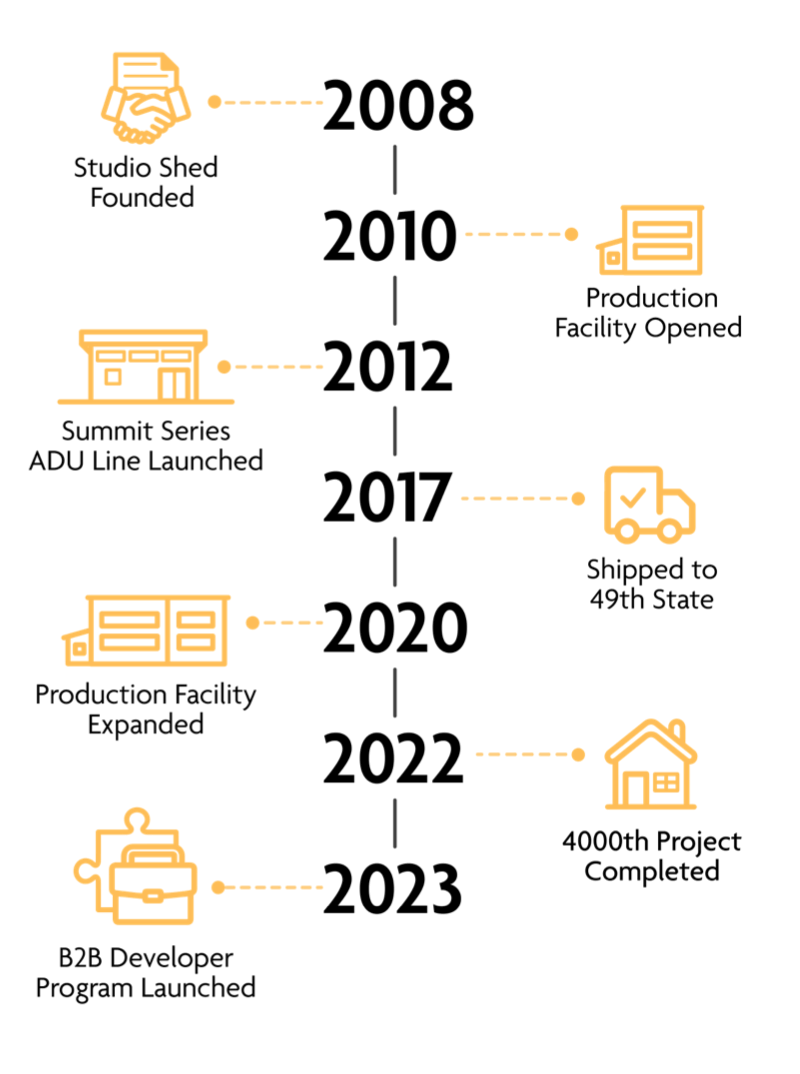 2008
Studio Shed
Founded
2010
Production
Facility Opened
2012
Summit Series
ADU Line Launched
2017
Shipped to
49th State
2020
Production Facility
Expanded
2022
4000th Project
Completed
2023
B2B Developer
Program Launched